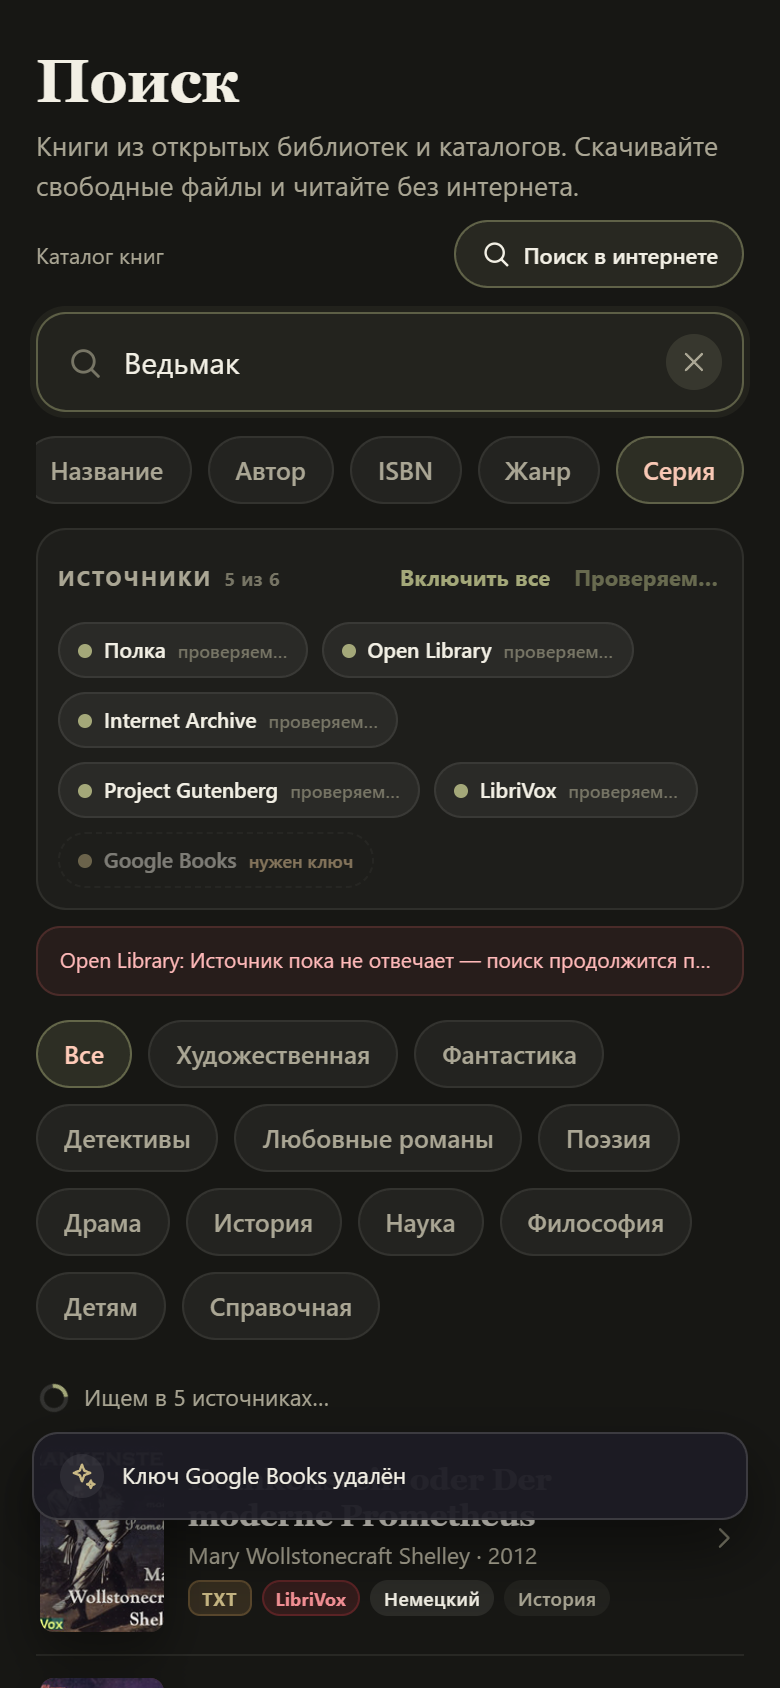 Поиск
Книги из открытых библиотек и каталогов. Скачивайте
свободные файлы и читайте без интернета.
Каталог книг
Поиск в интернете
Ведьмак
Название Автор ISBN Жанр Серия
ИСТОЧНИКИ 5 из 6 Включить все Проверяем...
Полка проверяем... Open Library проверяем...
Internet Archive проверяем...
Project Gutenberg проверяем... LibriVox проверяем...
Google Books нужен ключ
Open Library: Источник пока не отвечает — поиск продолжится п...
Все Художественная Фантастика
Детективы Любовные романы Поэзия
Драма История Наука Философия
Детям Справочная
Ищем в 5 источниках...
Ключ Google Books удалён
oder Der
moderne Prometheus
Mary Wollstonecraft Shelley · 2012
TXT LibriVox Немецкий История